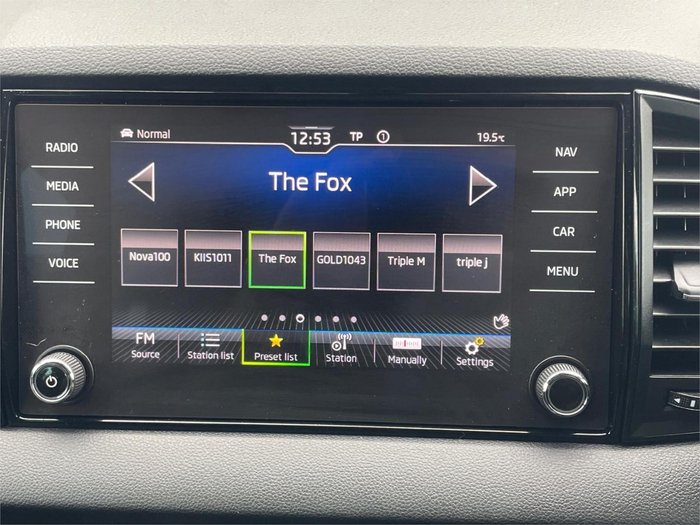 Normal
12:53
TP
1
19.5°C
RADIO
MEDIA
PHONE
VOICE
The Fox
NAV
APP
CAR
MENU
Nova100
KIIS1011
The Fox
GOLD1043
Triple M
triple j
FM
Source
Station list
Preset list
Station
Manually
Settings